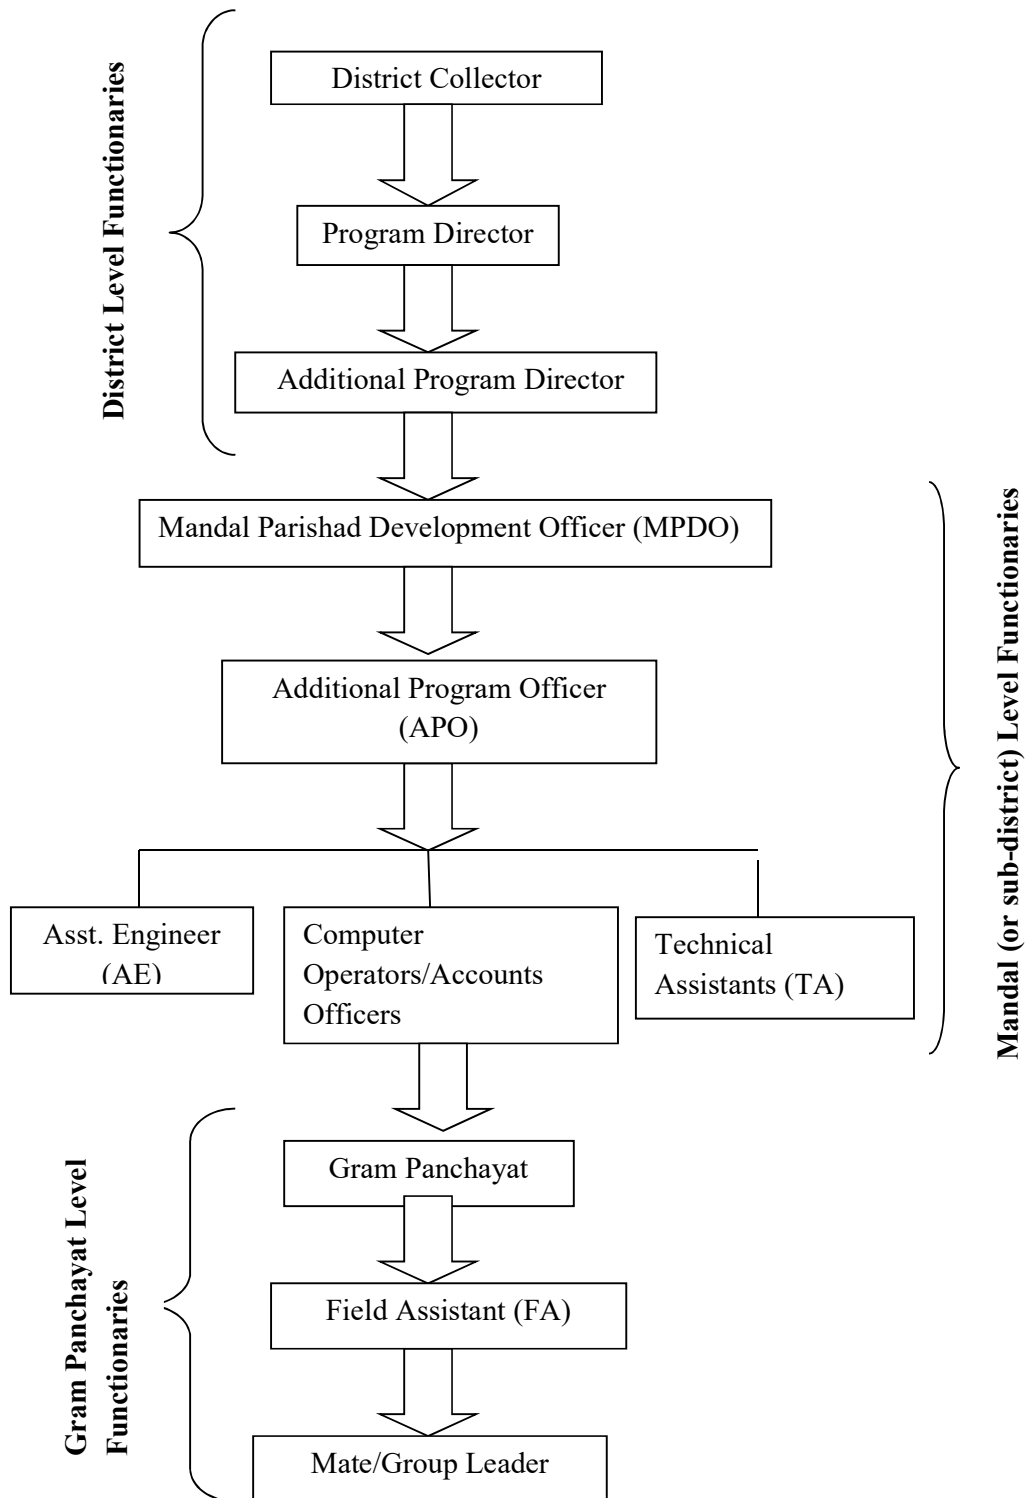 District Level Functionaries
District Collector
Program Director
Additional Program Director
Mandal Parishad Development Officer (MPDO)
Mandal (or sub-district) Level Functionaries
Additional Program Officer
(APO)
Asst. Engineer
(AE)
Computer
Operators/Accounts
Officers
Technical
Assistants (TA)
Gram Panchayat Level
Functionaries
Gram Panchayat
Field Assistant (FA)
Mate/Group Leader